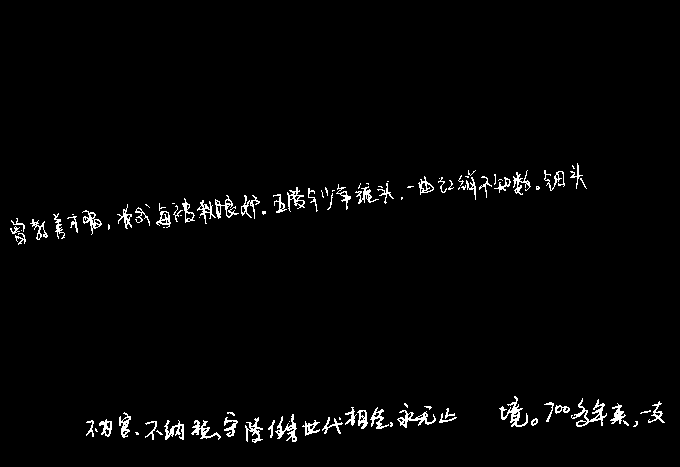 曾教善才服，妆成每被秋娘妒。五陵年少争缠头，一曲红绡不知数。钿头
不为官、不纳税、守陵任务世代相传，永无止境。700多年来，一支